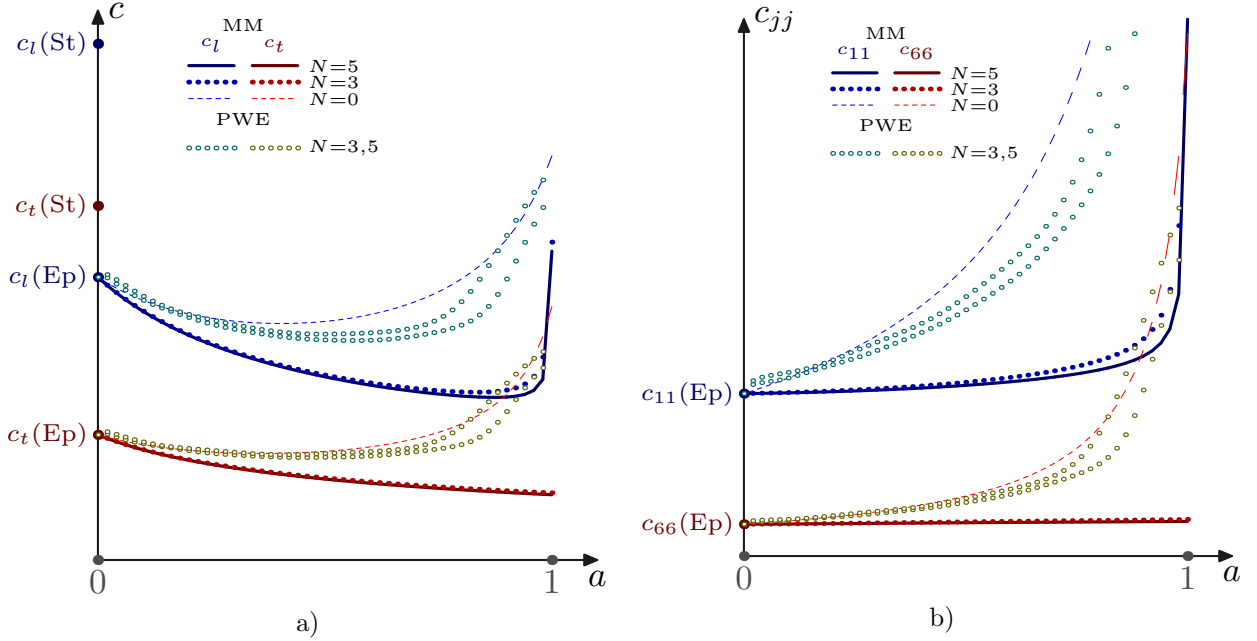 c
c_l(St)
MM
c_l c_t
N=5
N=3
N=0
PWE
N=3,5
c_t(St)
c_l(Ep)
c_t(Ep)
0
1
a
a)
c_jj
MM
c_11 c_66
N=5
N=3
N=0
PWE
N=3,5
c_11(Ep)
c_66(Ep)
0
1
a
b)